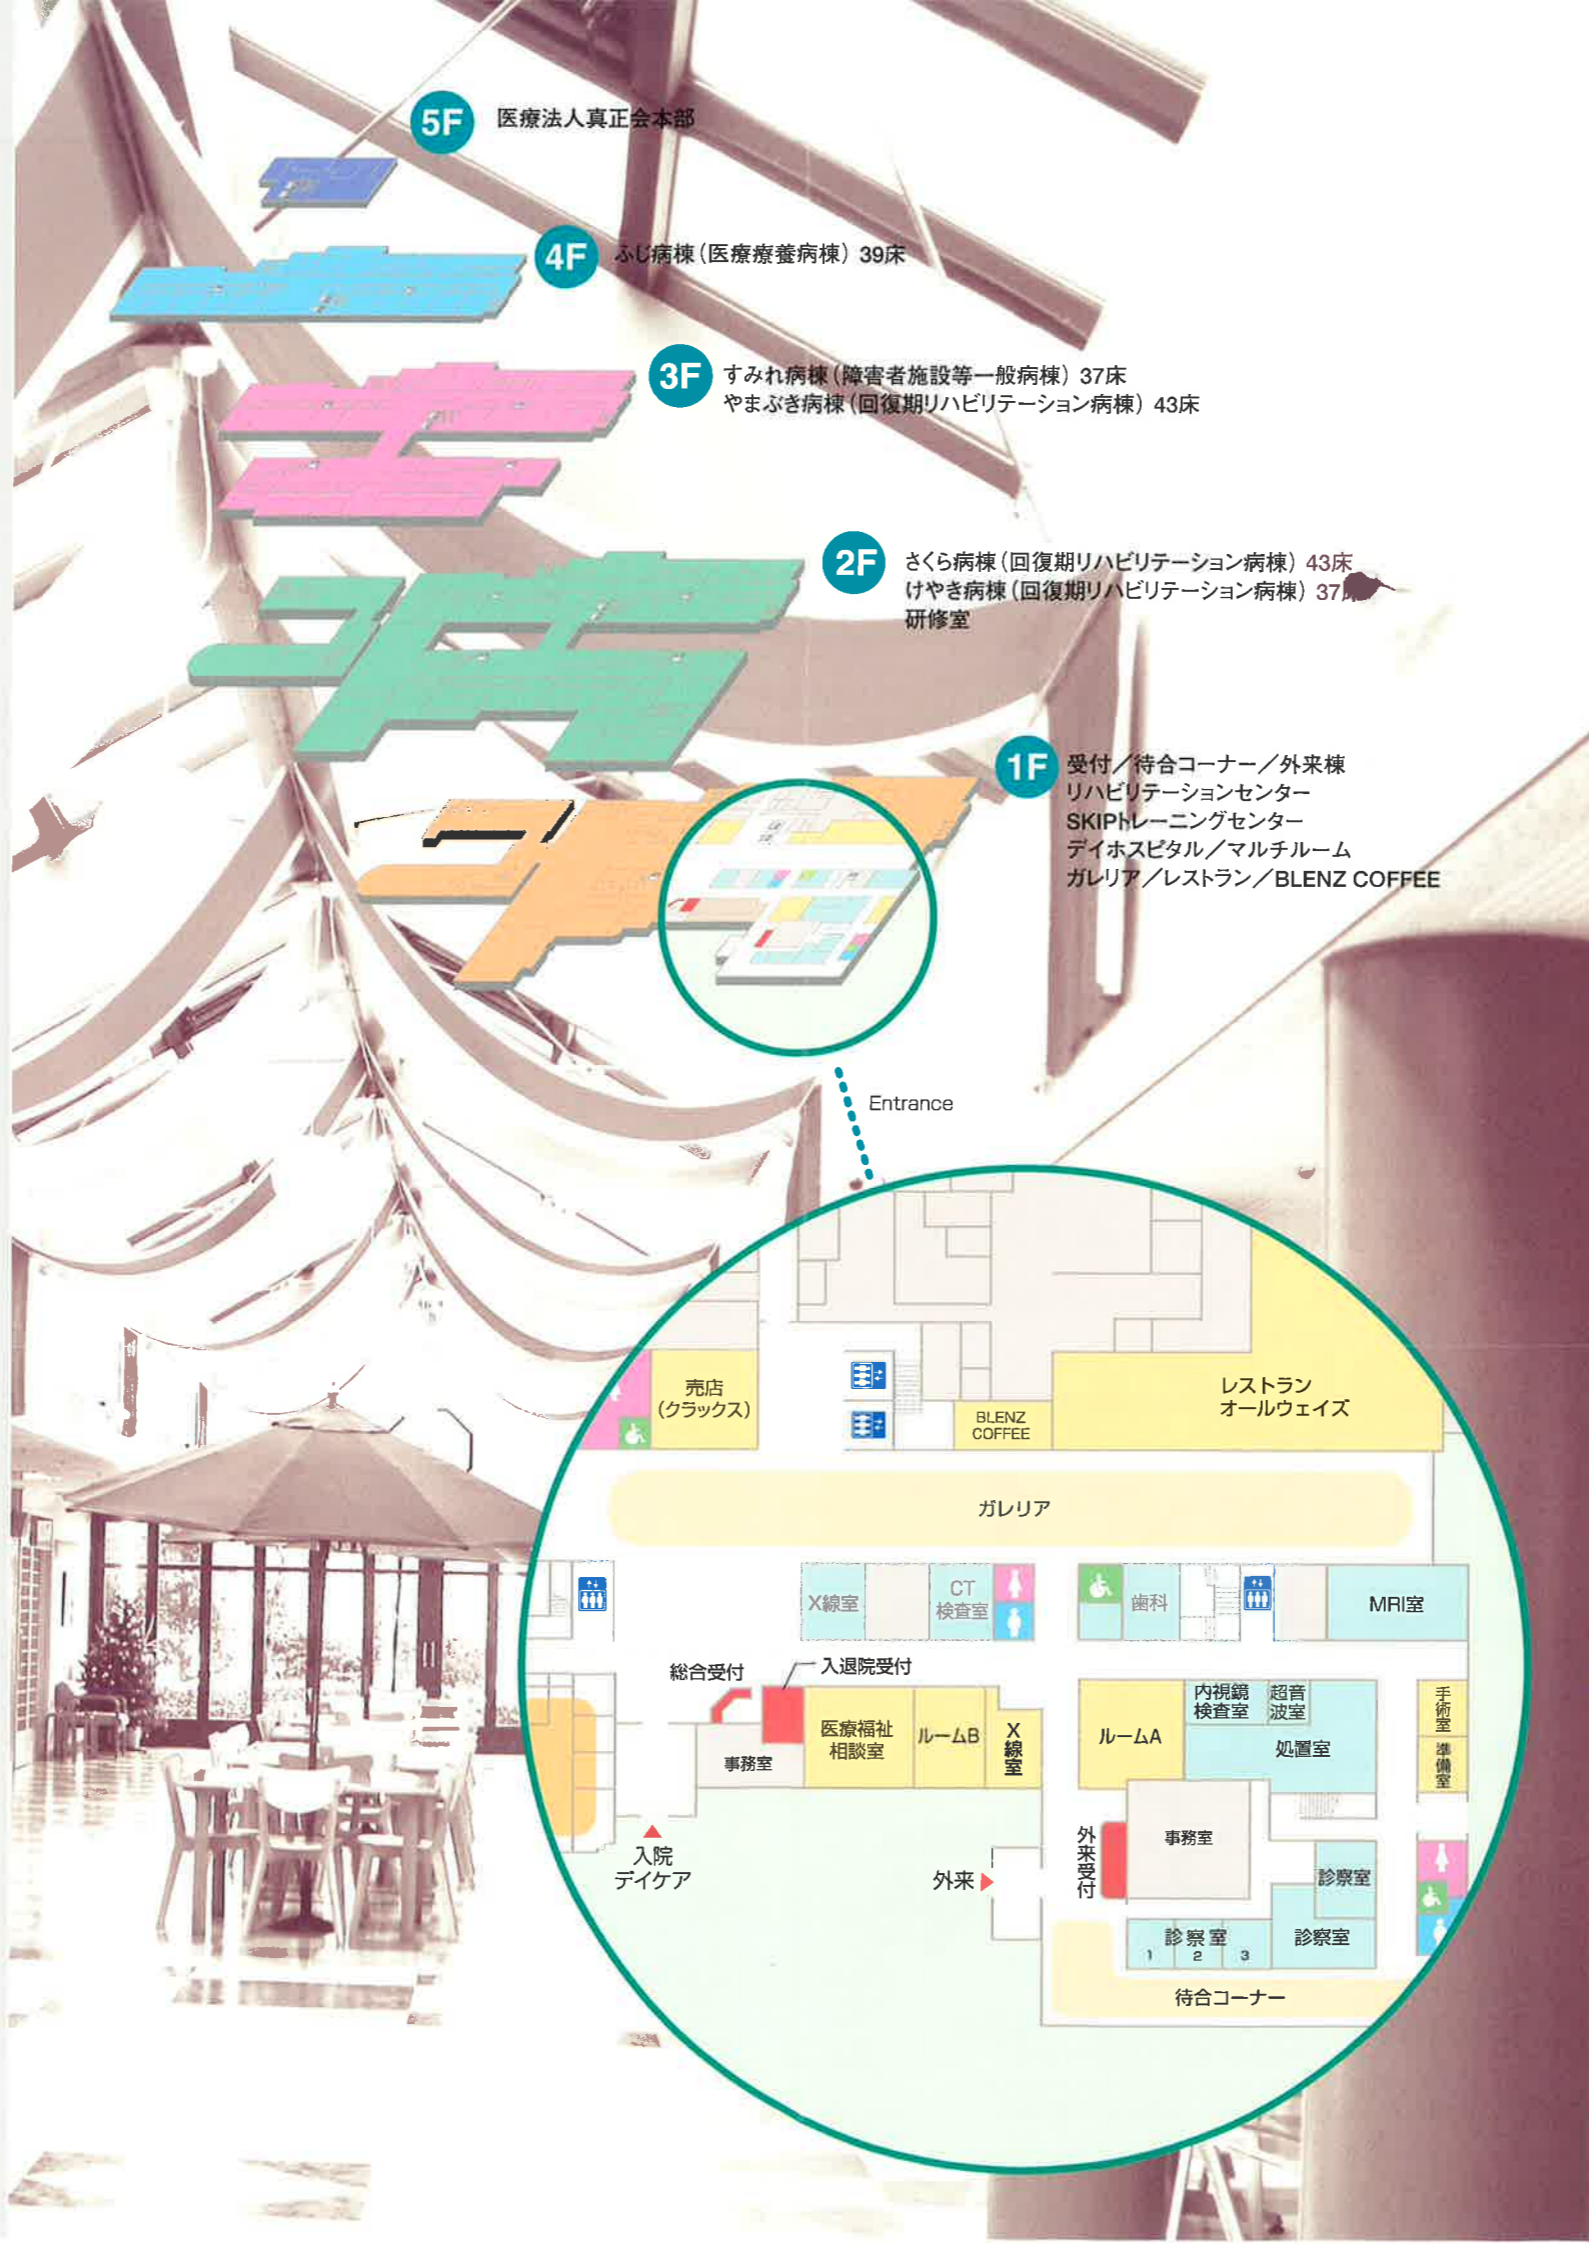 5F
医療法人真正会本部
4F
ふじ病棟(医療療養病棟) 39床
3F
すみれ病棟(障害者施設等一般病棟) 37床
やまぶき病棟(回復期リハビリテーション病棟) 43床
2F
さくら病棟(回復期リハビリテーション病棟) 43床
けやき病棟(回復期リハビリテーション病棟) 37床
研修室
1F
受付/待合コーナー/外来棟
リハビリテーションセンター
SKIPトレーニングセンター
デイホスピタル/マルチルーム
ガレリア/レストラン/BLENZ COFFEE
Entrance
売店
(クラックス)
BLENZ
COFFEE
レストラン
オールウェイズ
ガレリア
X線室
CT
検査室
歯科
MRI室
総合受付
入退院受付
事務室
医療福祉
相談室
ルームB
X線室
ルームA
内視鏡
検査室
超音
波室
処置室
手術室
準備室
入院
デイケア
外来
外来受付
事務室
診察室
診察室
1 2 3
診察室
待合コーナー